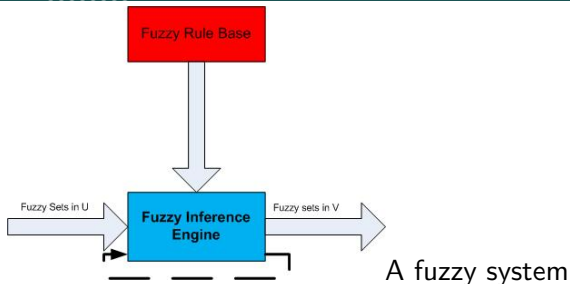 Fuzzy Rule Base
Fuzzy Sets in U
Fuzzy Inference
Engine
Fuzzy sets in V
A fuzzy system